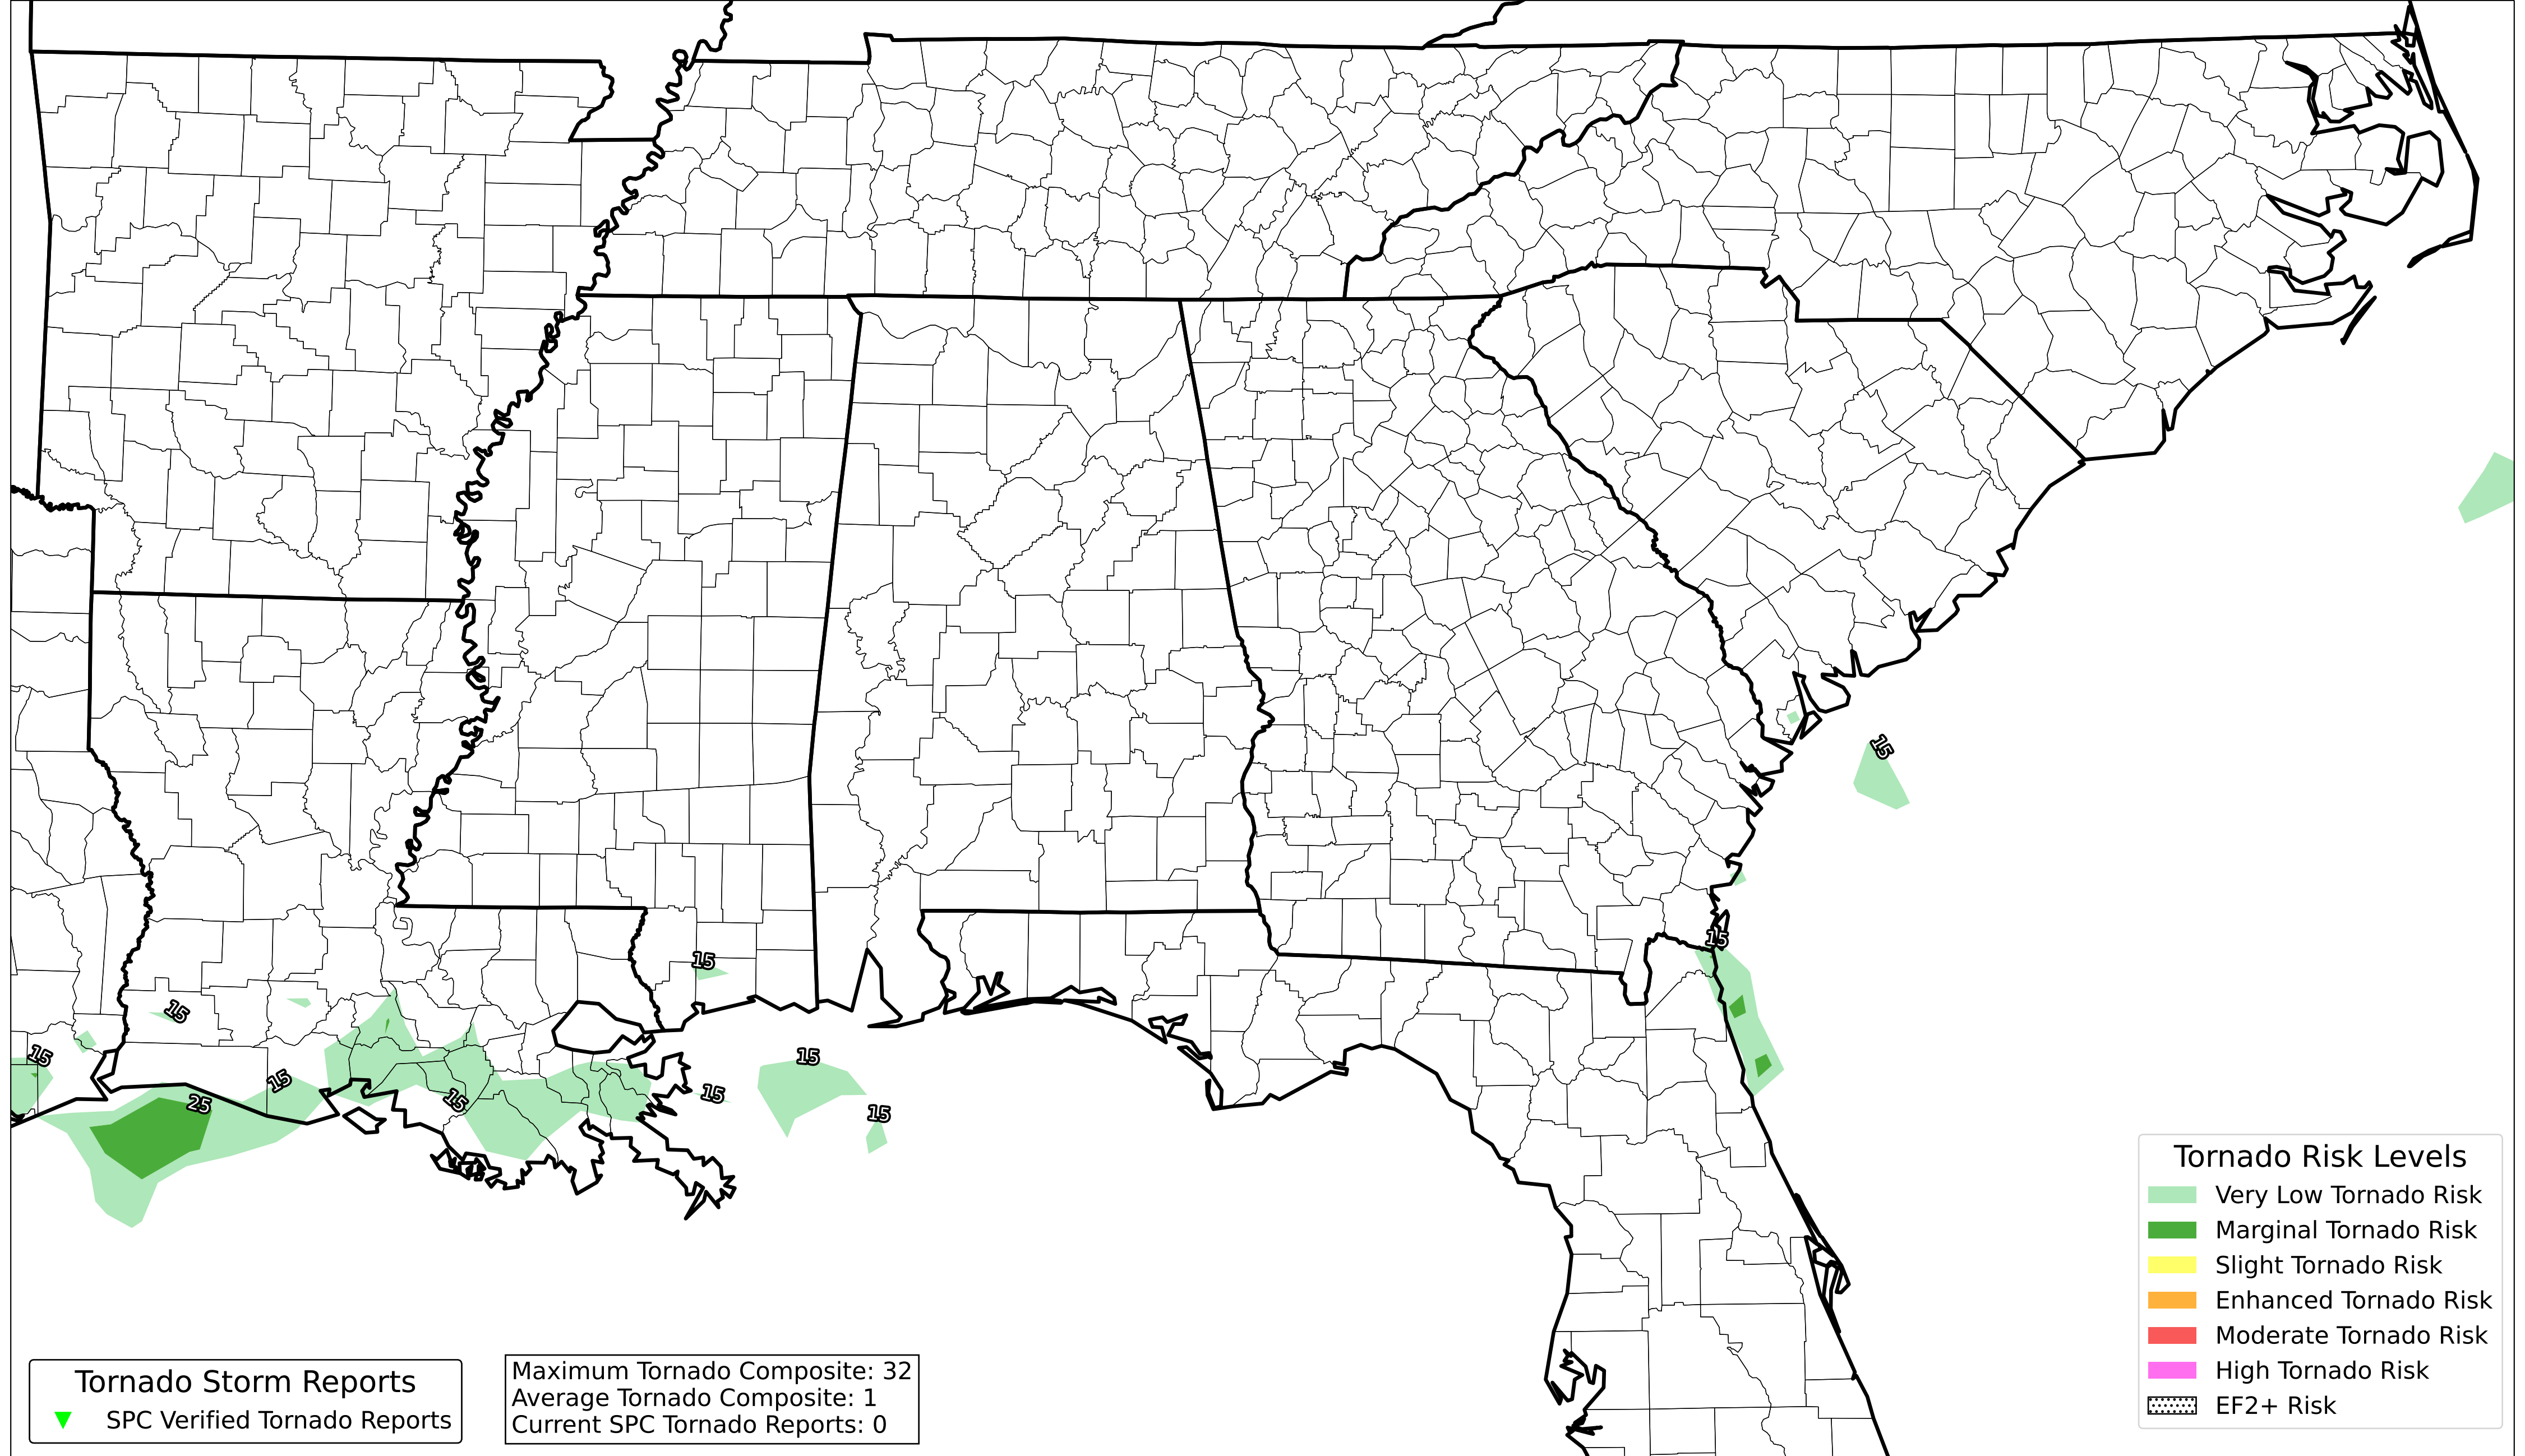 15
15
15
15
15
15
25
15
15
15
15
Tornado Risk Levels
Very Low Tornado Risk
Marginal Tornado Risk
Slight Tornado Risk
Enhanced Tornado Risk
Moderate Tornado Risk
High Tornado Risk
EF2+ Risk
Tornado Storm Reports
SPC Verified Tornado Reports
Maximum Tornado Composite: 32
Average Tornado Composite: 1
Current SPC Tornado Reports: 0